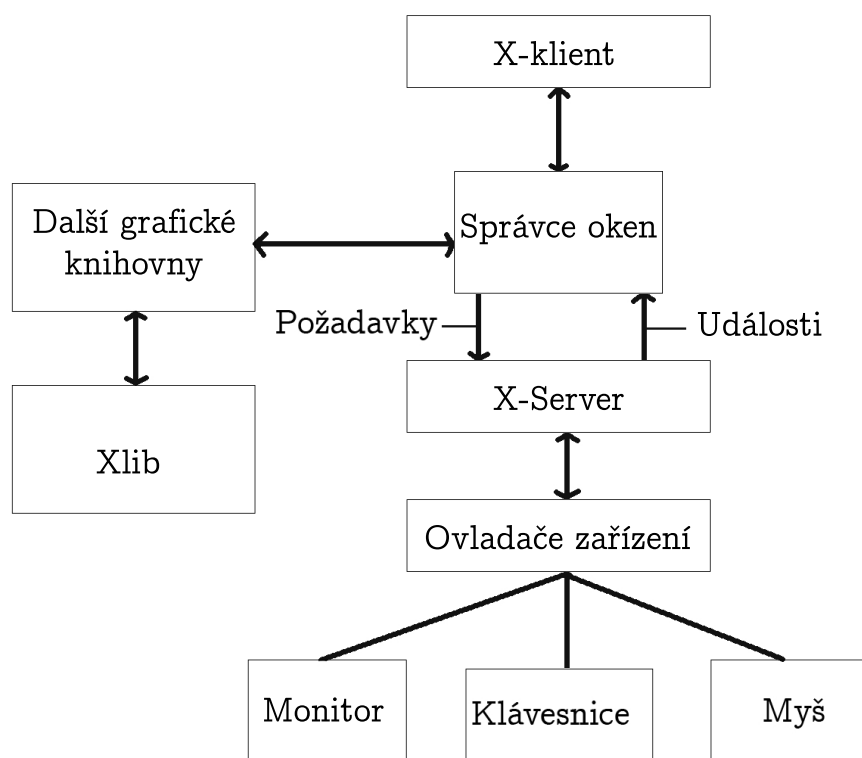 X-klient
Další grafické
knihovny
Správce oken
Požadavky
Události
X-Server
Xlib
Ovladače zařízení
Monitor
Klávesnice
Myš